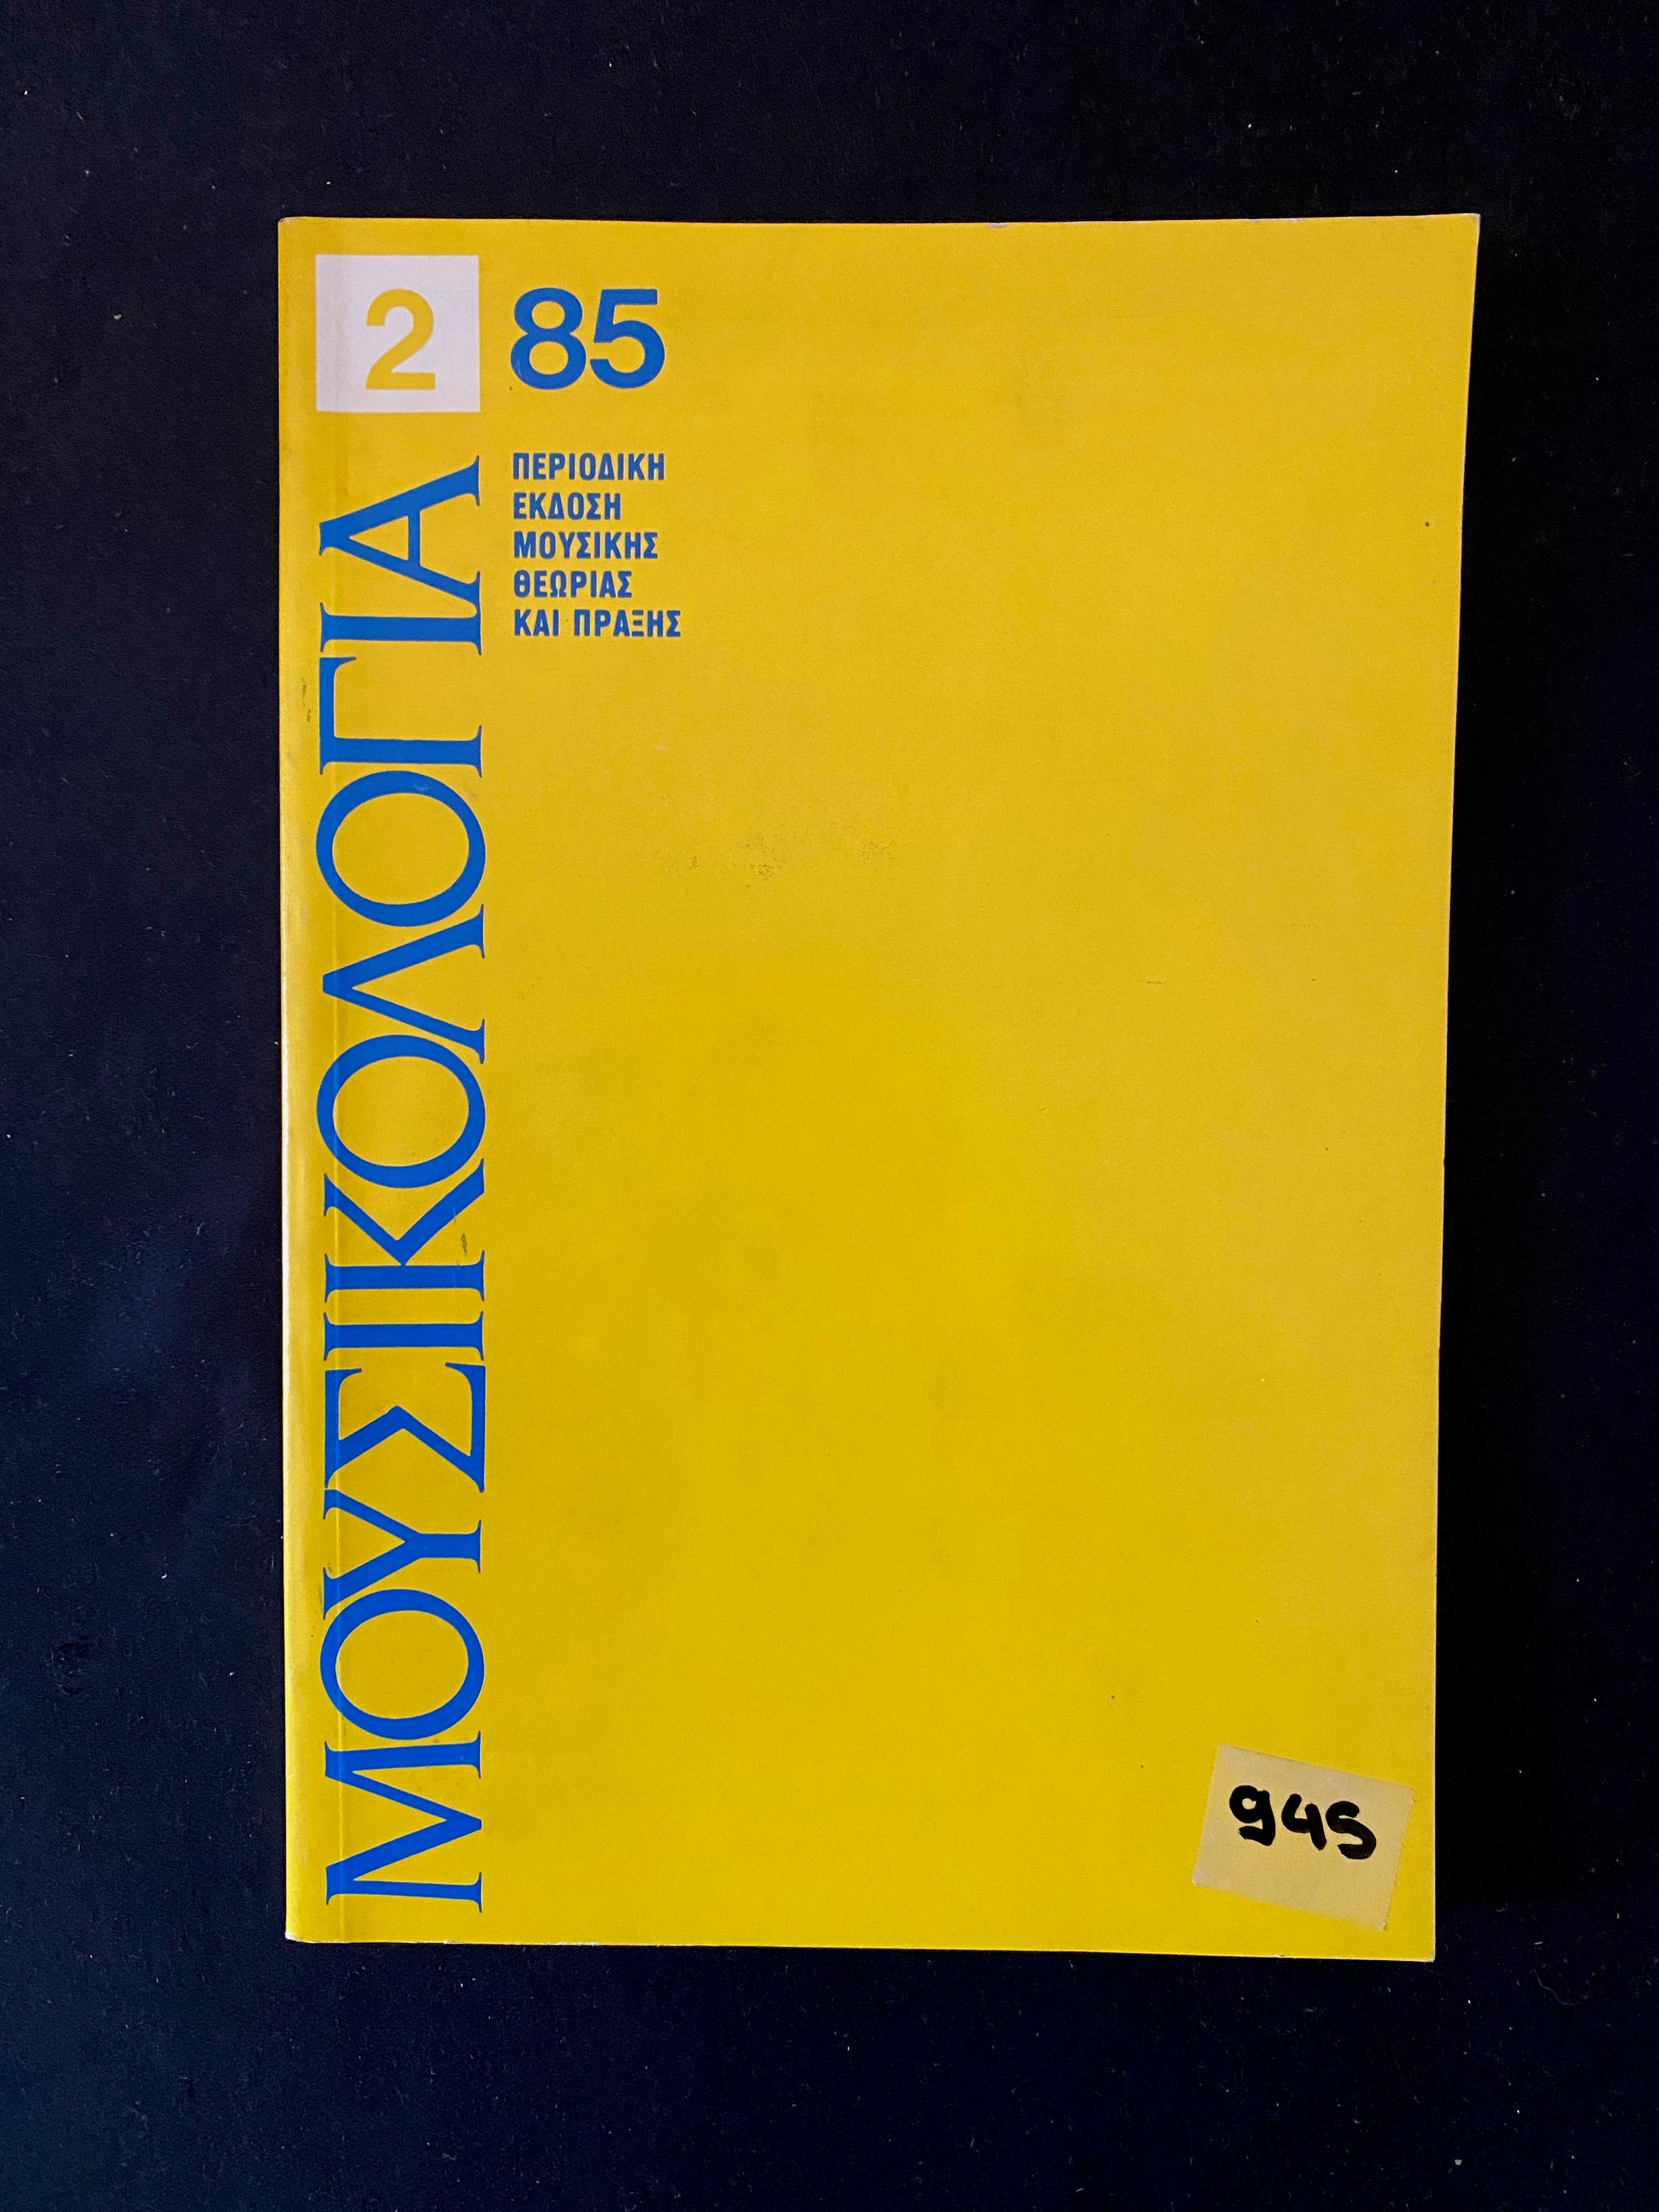 2 85
ΠΕΡΙΟΔΙΚΗ
ΕΚΔΟΣΗ
ΜΟΥΣΙΚΗΣ
ΘΕΩΡΙΑΣ
ΚΑΙ ΠΡΑΞΗΣ
ΜΟΥΣΙΚΟΛΟΓΙΑ
945